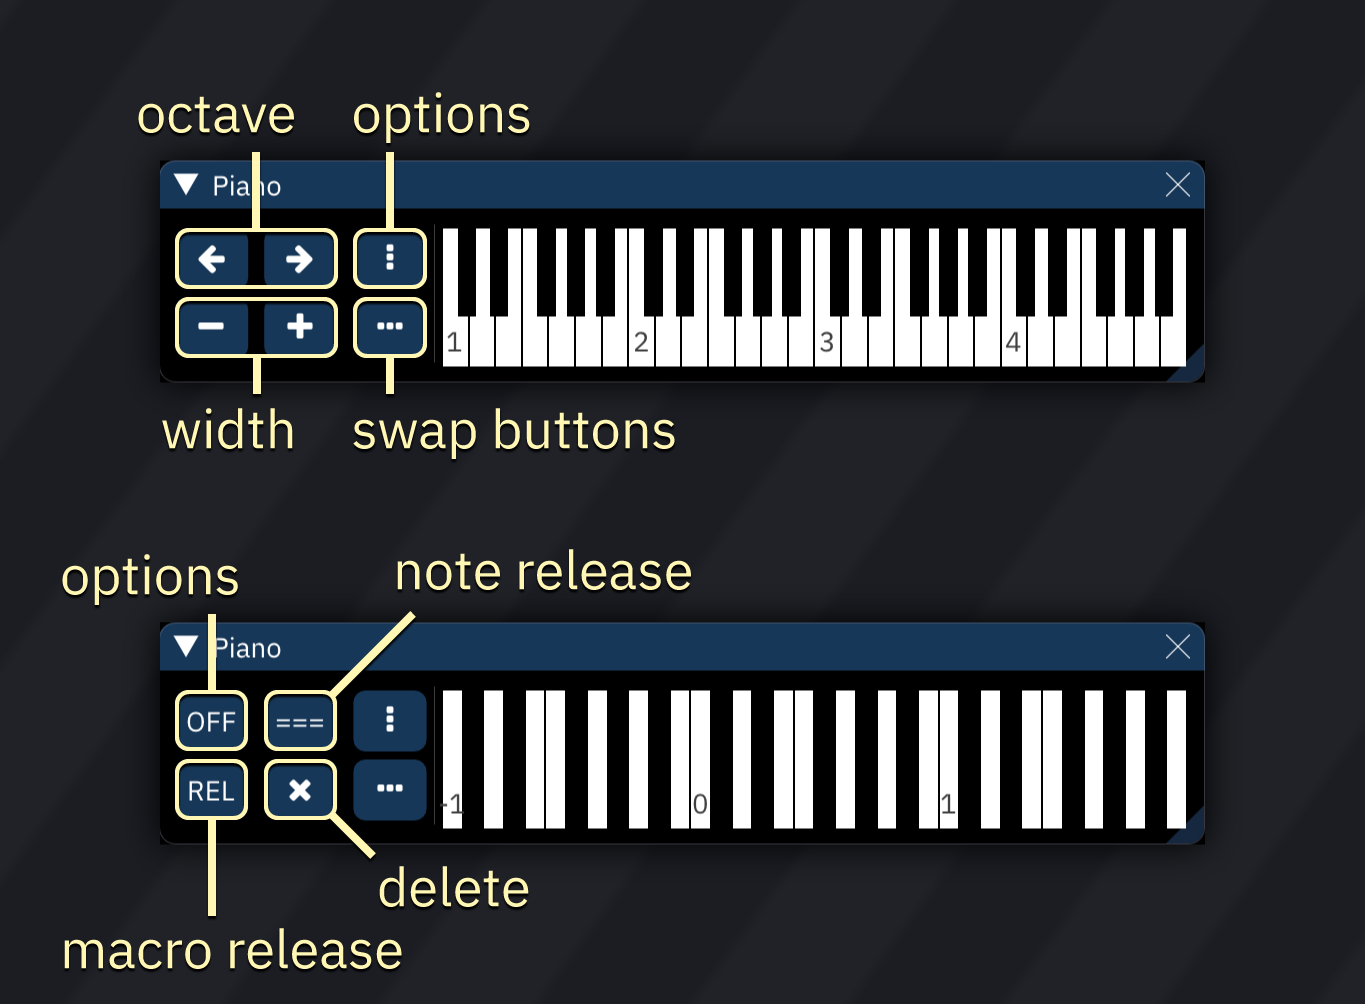 octave options
Piano
1 2 3 4
width swap buttons
options note release
Piano
OFF ===
REL
-1 0 1
delete
macro release